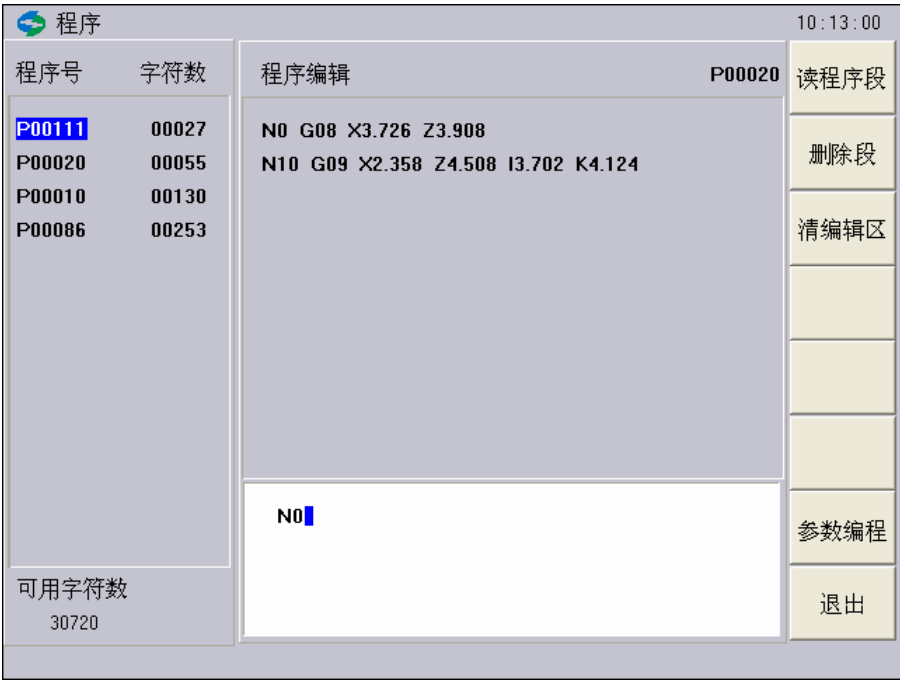 程序 10:13:00
程序号 字符数
P00111 00027
P00020 00055
P00010 00130
P00086 00253
可用字符数
30720
程序编辑 P00020
N0 G08 X3.726 Z3.908
N10 G09 X2.358 Z4.508 I3.702 K4.124
N0
读程序段
删除段
清编辑区
参数编程
退出